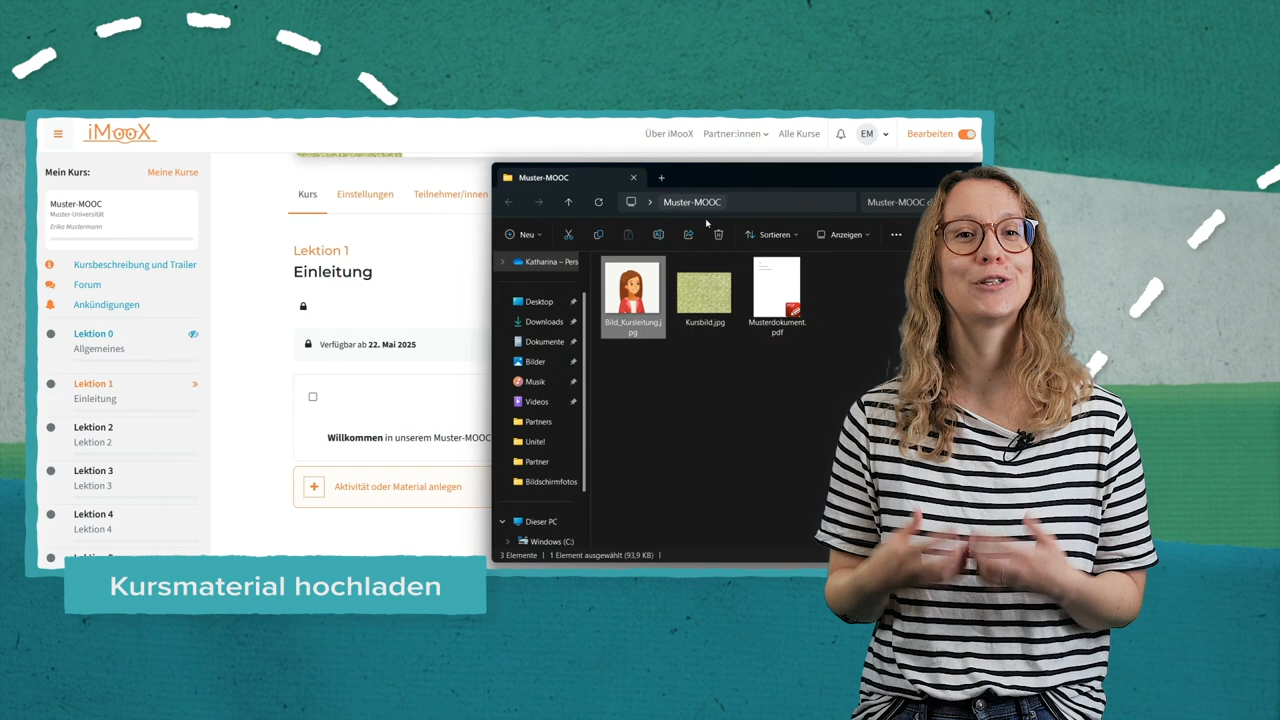 iMooX
Über iMooX
Partner:innen
Alle Kurse
EM
Bearbeiten
Mein Kurs:
Meine Kurse
Muster-MOOC
Muster-Universität
Erika Mustermann
Kursbeschreibung und Trailer
Forum
Ankündigungen
Lektion 0
Allgemeines
Lektion 1
Einleitung
Lektion 2
Lektion 2
Lektion 3
Lektion 3
Lektion 4
Lektion 4
Kurs
Einstellungen
Teilnehmer/innen
Lektion 1
Einleitung
Verfügbar ab 22. Mai 2025
Willkommen in unserem Muster-MOOC
Aktivität oder Material anlegen
Muster-MOOC
Muster-MOOC
Muster-MOOC d
Neu
Sortieren
Anzeigen
Katharina – Pers
Desktop
Downloads
Dokumente
Bilder
Musik
Videos
Partners
Unite!
Partner
Bildschirmfotos
Dieser PC
Windows (C:)
Bild_Kursleitung.j
pg
Kursbild.jpg
Musterdokument.
pdf
3 Elemente
1 Element ausgewählt (93,9 KB)
Kursmaterial hochladen